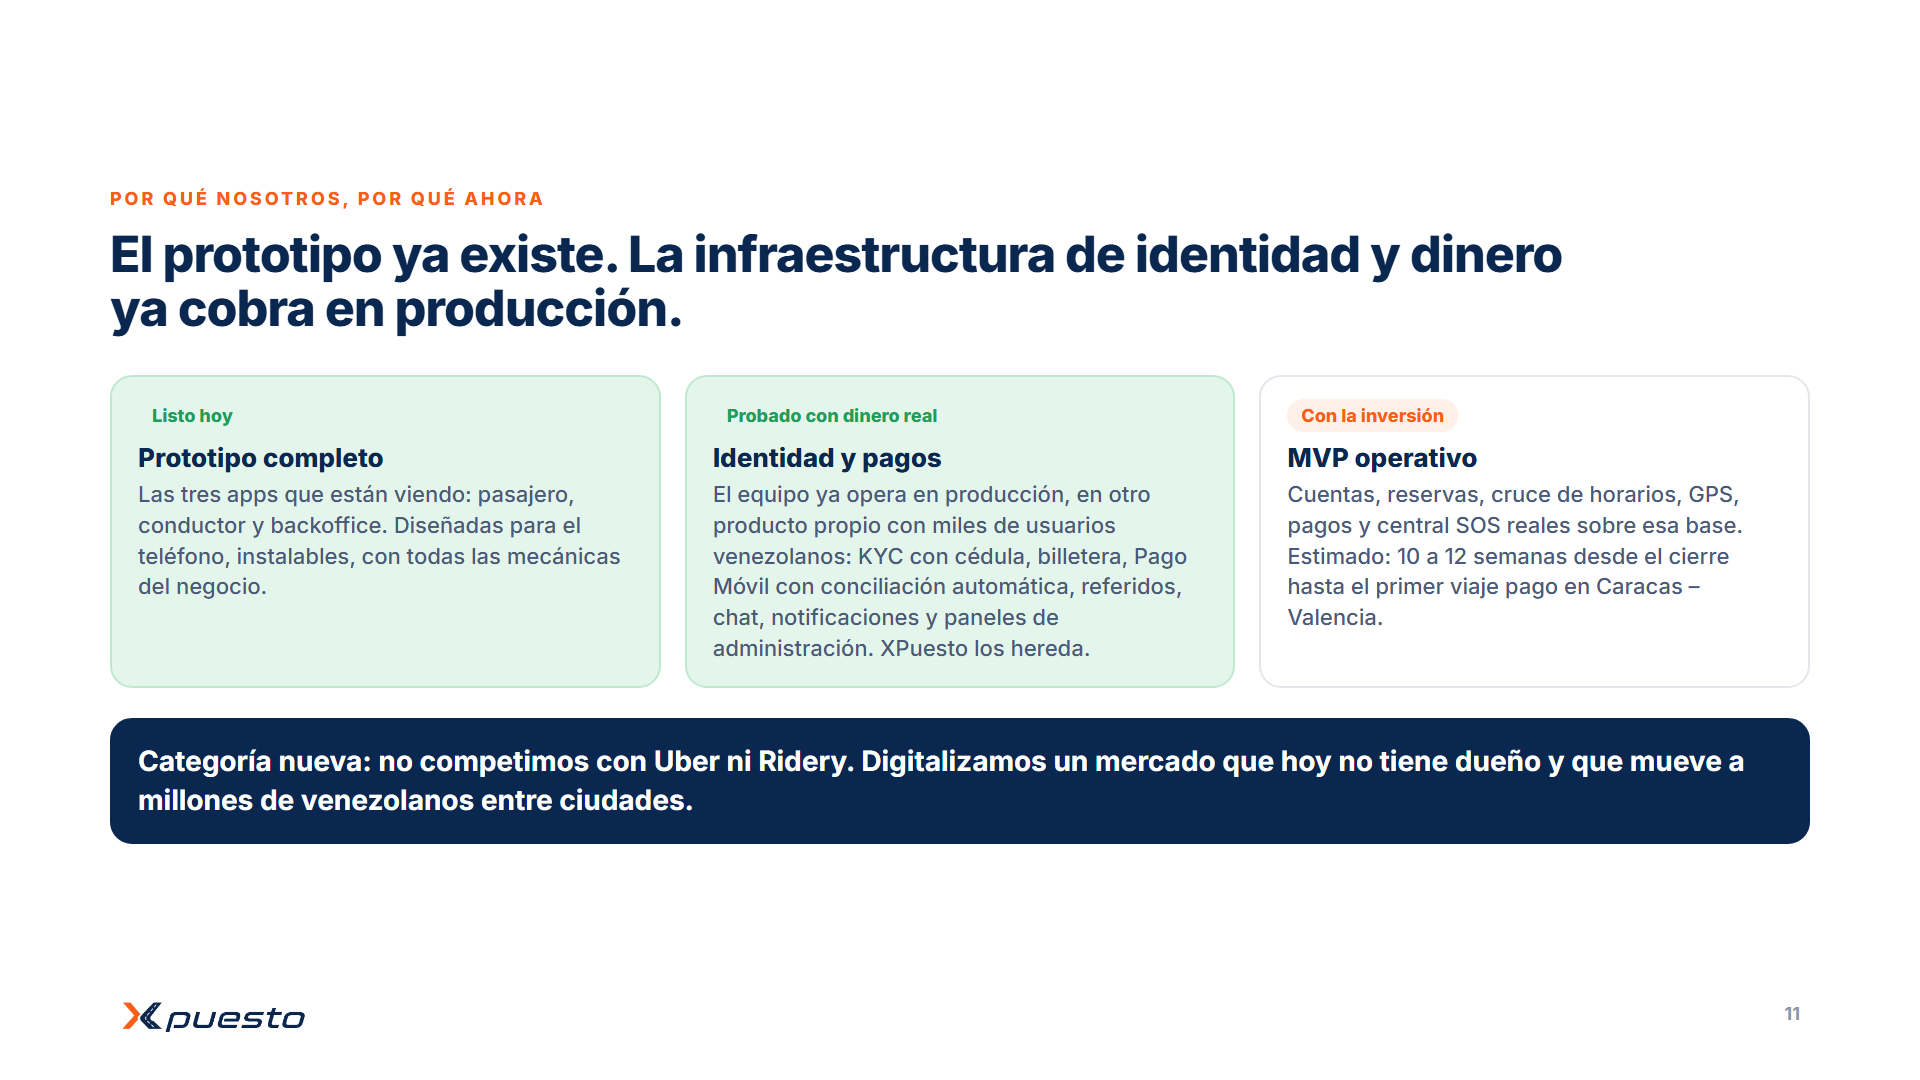 POR QUÉ NOSOTROS, POR QUÉ AHORA
El prototipo ya existe. La infraestructura de identidad y dinero
ya cobra en producción.
Listo hoy
Prototipo completo
Las tres apps que están viendo: pasajero,
conductor y backoffice. Diseñadas para el
teléfono, instalables, con todas las mecánicas
del negocio.
Probado con dinero real
Identidad y pagos
El equipo ya opera en producción, en otro
producto propio con miles de usuarios
venezolanos: KYC con cédula, billetera, Pago
Móvil con conciliación automática, referidos,
chat, notificaciones y paneles de
administración. XPuesto los hereda.
Con la inversión
MVP operativo
Cuentas, reservas, cruce de horarios, GPS,
pagos y central SOS reales sobre esa base.
Estimado: 10 a 12 semanas desde el cierre
hasta el primer viaje pago en Caracas –
Valencia.
Categoría nueva: no competimos con Uber ni Ridery. Digitalizamos un mercado que hoy no tiene dueño y que mueve a
millones de venezolanos entre ciudades.
Xpuesto
11